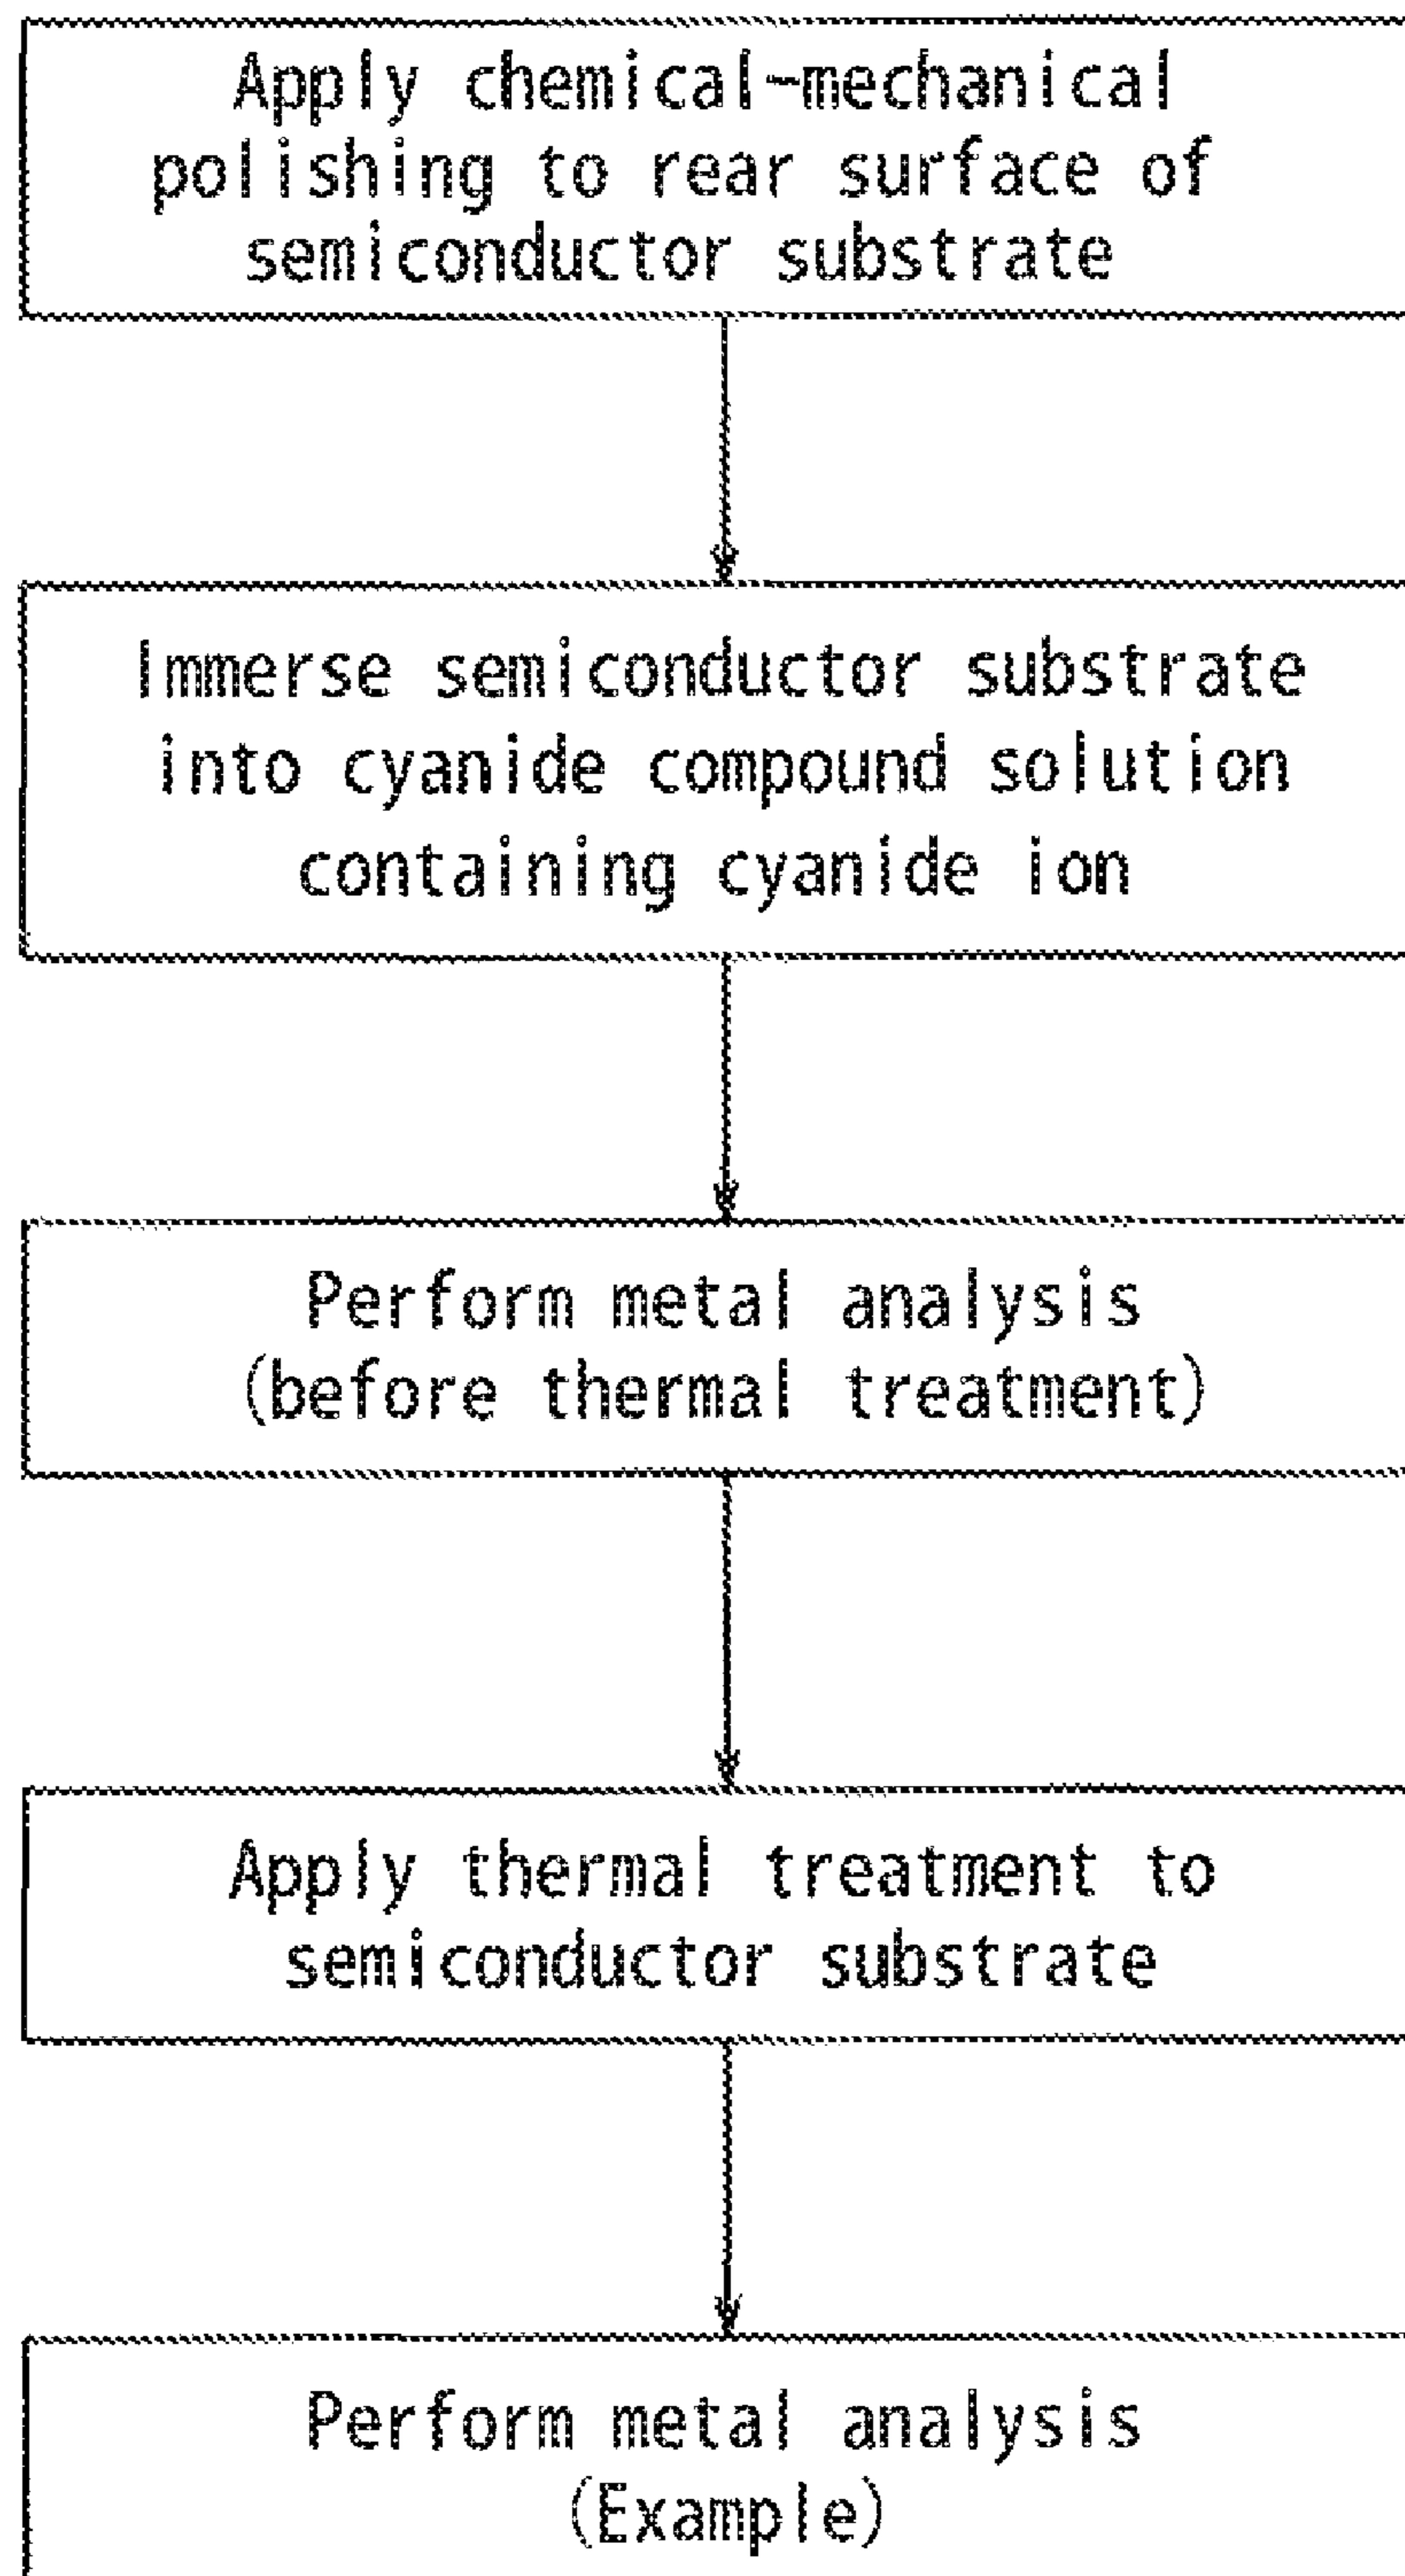 Apply chemical-mechanical
polishing to rear surface of
semiconductor substrate
Immerse semiconductor substrate
into cyanide compound solution
containing cyanide ion
Perform metal analysis
(before thermal treatment)
Apply thermal treatment to
semiconductor substrate
Perform metal analysis
(Example)